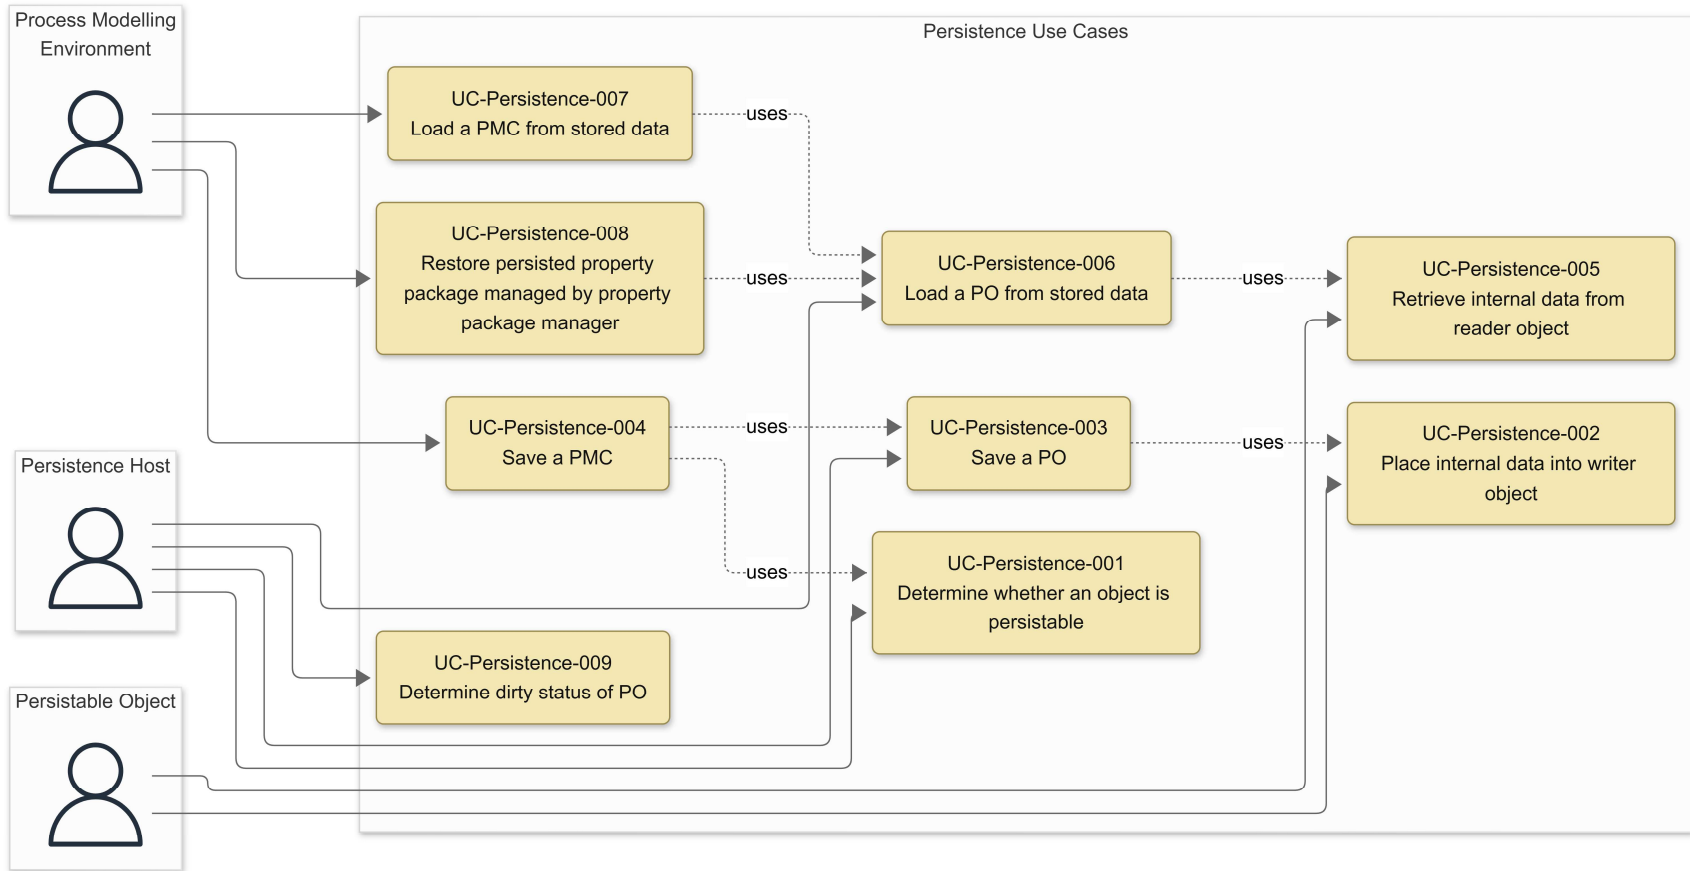 Process Modelling
Environment
Persistence Use Cases
UC-Persistence-007
Load a PMC from stored data
uses
UC-Persistence-008
Restore persisted property
package managed by property
package manager
uses
UC-Persistence-006
Load a PO from stored data
uses
UC-Persistence-005
Retrieve internal data from
reader object
UC-Persistence-004
Save a PMC
uses
uses
UC-Persistence-003
Save a PO
uses
UC-Persistence-002
Place internal data into writer
object
Persistence Host
UC-Persistence-001
Determine whether an object is
persistable
UC-Persistence-009
Determine dirty status of PO
Persistable Object